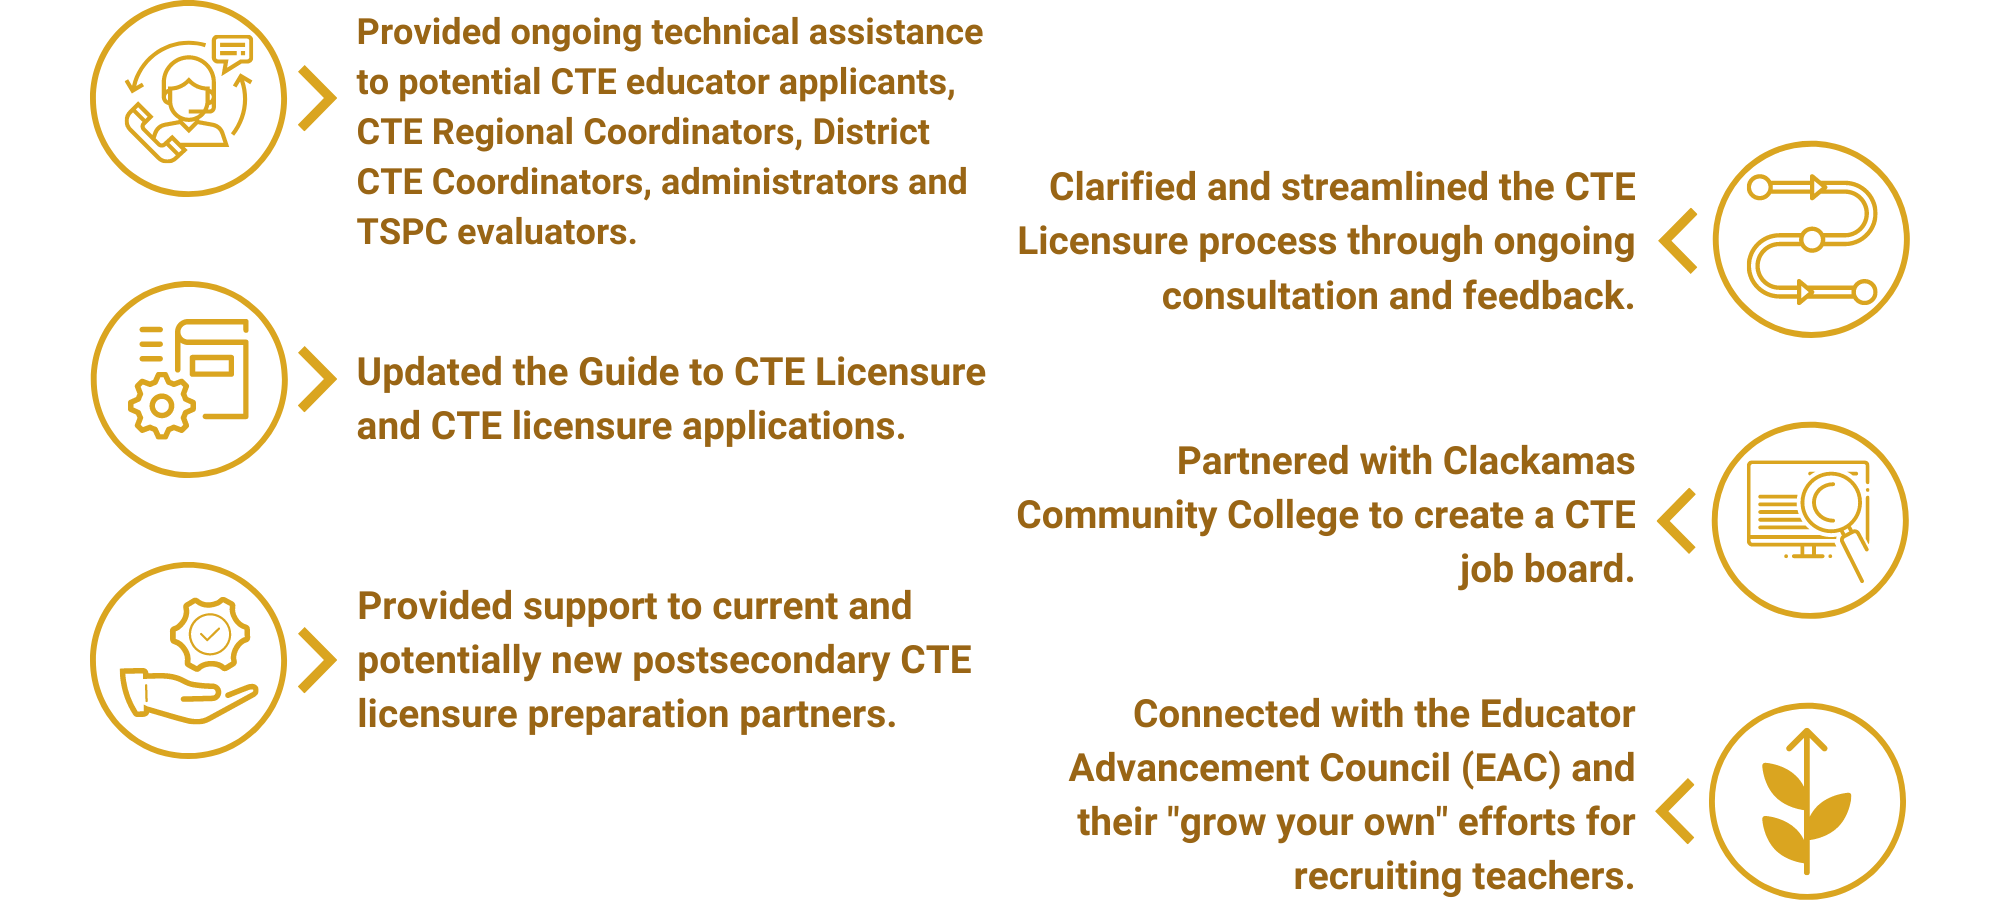 Provided ongoing technical assistance
to potential CTE educator applicants,
CTE Regional Coordinators, District
CTE Coordinators, administrators and
TSPC evaluators.
Updated the Guide to CTE Licensure
and CTE licensure applications.
Provided support to current and
potentially new postsecondary CTE
licensure preparation partners.
Clarified and streamlined the CTE
Licensure process through ongoing
consultation and feedback.
Partnered with Clackamas
Community College to create a CTE
job board.
Connected with the Educator
Advancement Council (EAC) and
their "grow your own" efforts for
recruiting teachers.